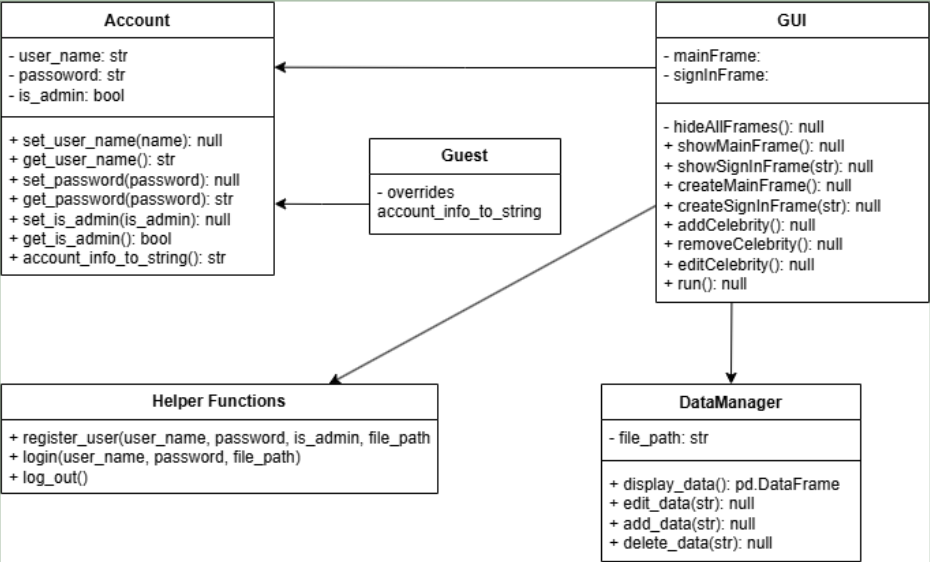 Account
- user_name: str
- passoword: str
- is_admin: bool
+ set_user_name(name): null
+ get_user_name(): str
+ set_password(password): null
+ get_password(password): str
+ set_is_admin(is_admin): null
+ get_is_admin(): bool
+ account_info_to_string(): str
Guest
- overrides
account_info_to_string
GUI
- mainFrame:
- signInFrame:
- hideAllFrames(): null
+ showMainFrame(): null
+ showSignInFrame(str): null
+ createMainFrame(): null
+ createSignInFrame(str): null
+ addCelebrity(): null
+ removeCelebrity(): null
+ editCelebrity(): null
+ run(): null
Helper Functions
+ register_user(user_name, password, is_admin, file_path
+ login(user_name, password, file_path)
+ log_out()
DataManager
- file_path: str
+ display_data(): pd.DataFrame
+ edit_data(str): null
+ add_data(str): null
+ delete_data(str): null